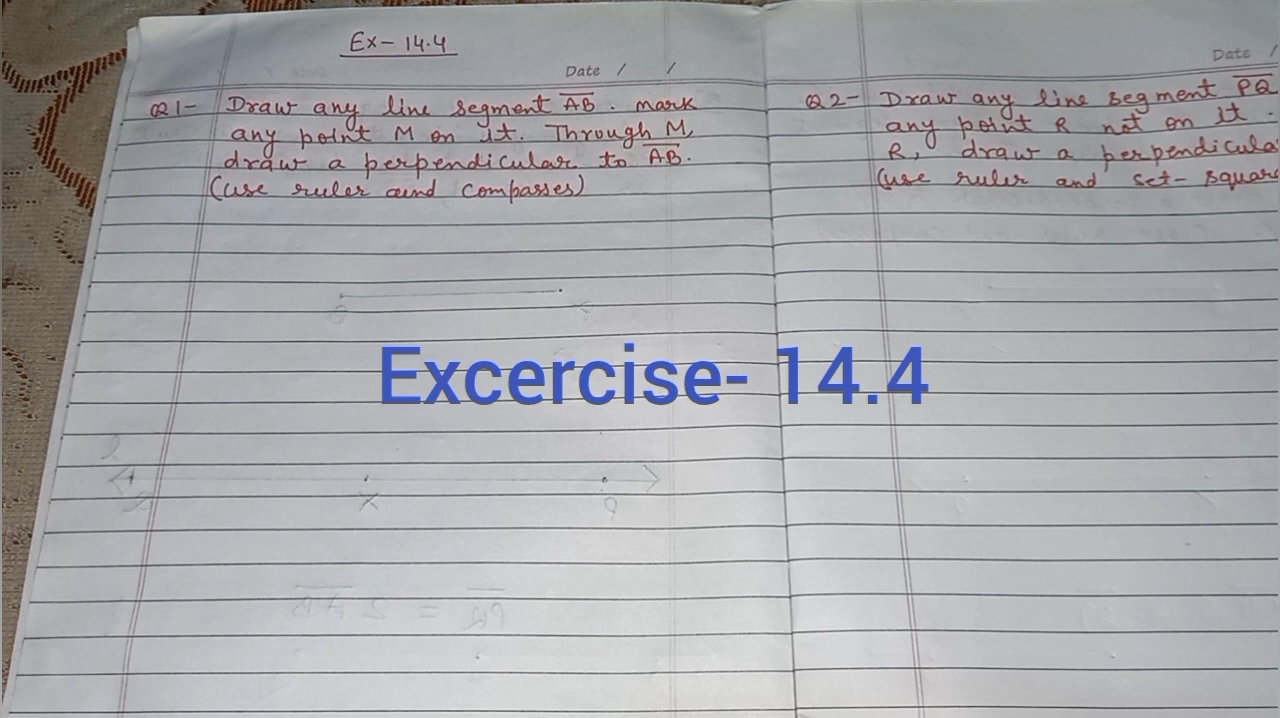 Ex- 14.4
Date / /
Q1- Draw any line segment AB. mark
any point M on it. Through M,
draw a perpendicular to AB.
(use ruler and compasses)
Date /
Q2- Draw any line segment PQ
any point R not on it.
R, draw a perpendicula
(use ruler and set-squar
Excercise- 14.4